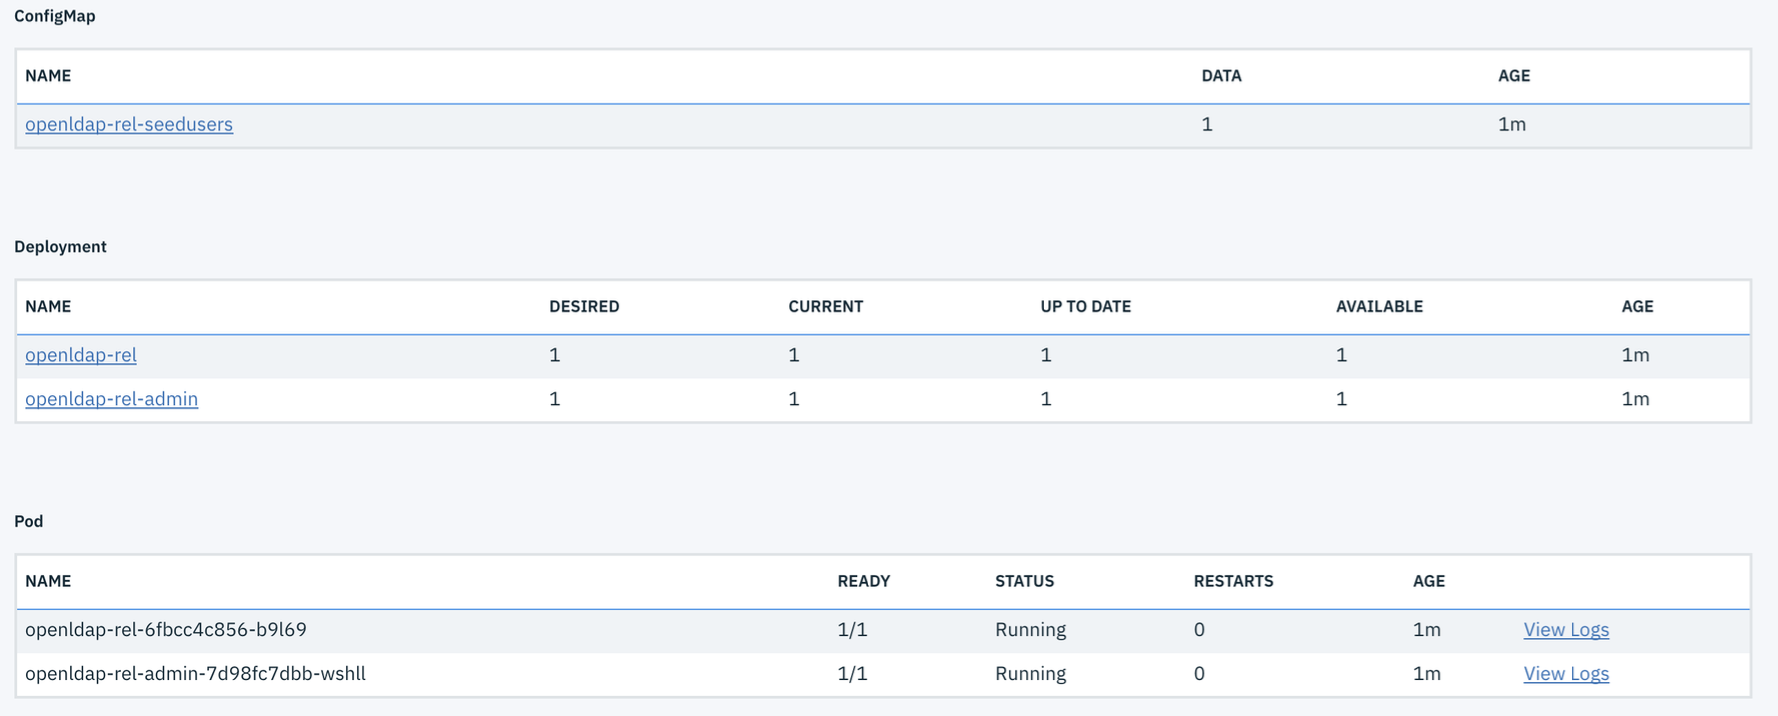 ConfigMap
NAME DATA AGE
openldap-rel-seedusers 1 1m
Deployment
NAME DESIRED CURRENT UP TO DATE AVAILABLE AGE
openldap-rel 1 1 1 1 1m
openldap-rel-admin 1 1 1 1 1m
Pod
NAME READY STATUS RESTARTS AGE
openldap-rel-6fbcc4c856-b9l69 1/1 Running 0 1m View Logs
openldap-rel-admin-7d98fc7dbb-wshll 1/1 Running 0 1m View Logs